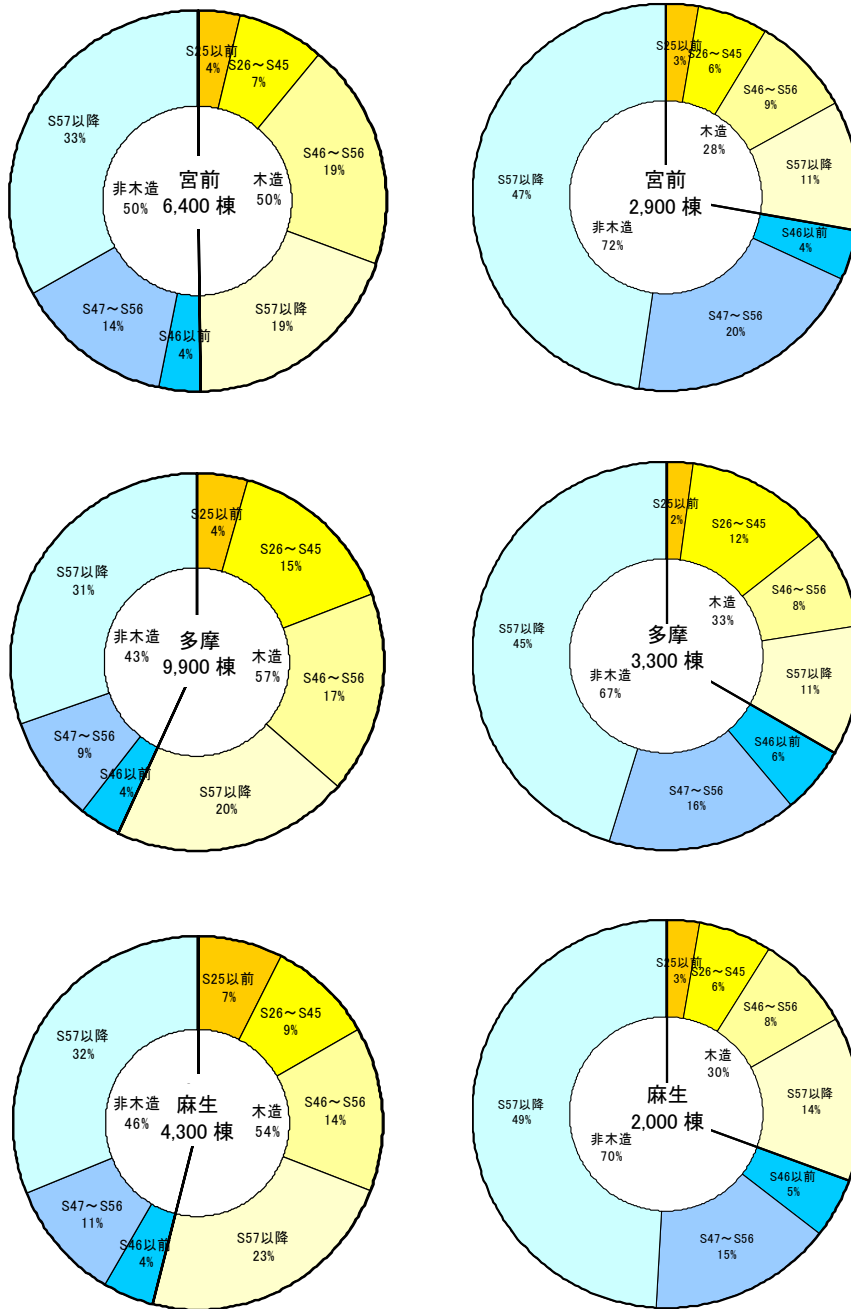 S25以前
4%
S26～S45
7%
S46～S56
19%
S57以降
19%
S46以前
4%
S47～S56
14%
S57以降
33%
非木造
50%
木造
50%
宮前
6,400 棟
S25以前
3%
S26～S45
6%
S46～S56
9%
S57以降
11%
S46以前
4%
S47～S56
20%
S57以降
47%
木造
28%
非木造
72%
宮前
2,900 棟
S25以前
4%
S26～S45
15%
S46～S56
17%
S57以降
20%
S46以前
4%
S47～S56
9%
S57以降
31%
非木造
43%
木造
57%
多摩
9,900 棟
S25以前
2%
S26～S45
12%
S46～S56
8%
S57以降
11%
S46以前
6%
S47～S56
16%
S57以降
45%
木造
33%
非木造
67%
多摩
3,300 棟
S25以前
7%
S26～S45
9%
S46～S56
14%
S57以降
23%
S46以前
4%
S47～S56
11%
S57以降
32%
非木造
46%
木造
54%
麻生
4,300 棟
S25以前
3%
S26～S45
6%
S46～S56
8%
S57以降
14%
S46以前
5%
S47～S56
15%
S57以降
49%
木造
30%
非木造
70%
麻生
2,000 棟